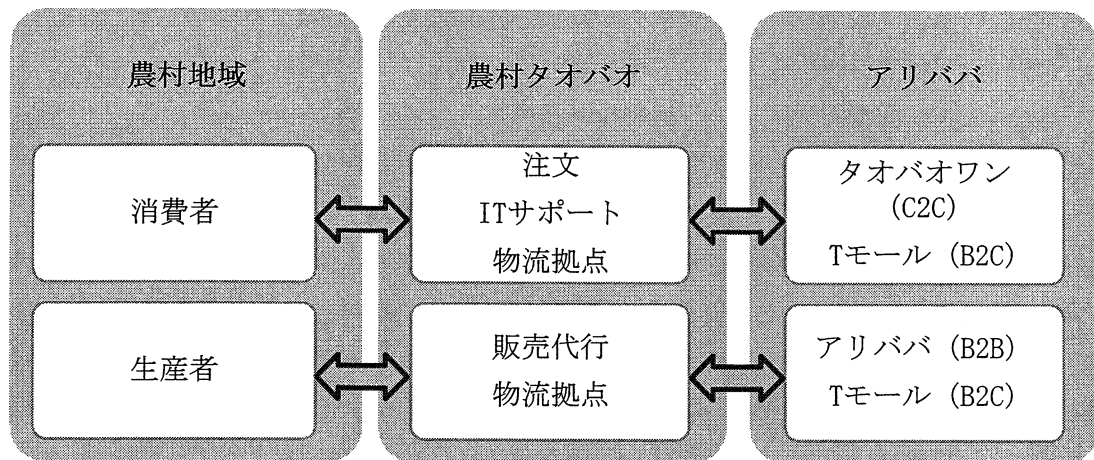 農村地域
農村タオバオ
アリババ
消費者
注文
ITサポート
物流拠点
タオバオワン
(C2C)
Tモール (B2C)
生産者
販売代行
物流拠点
アリババ (B2B)
Tモール (B2C)